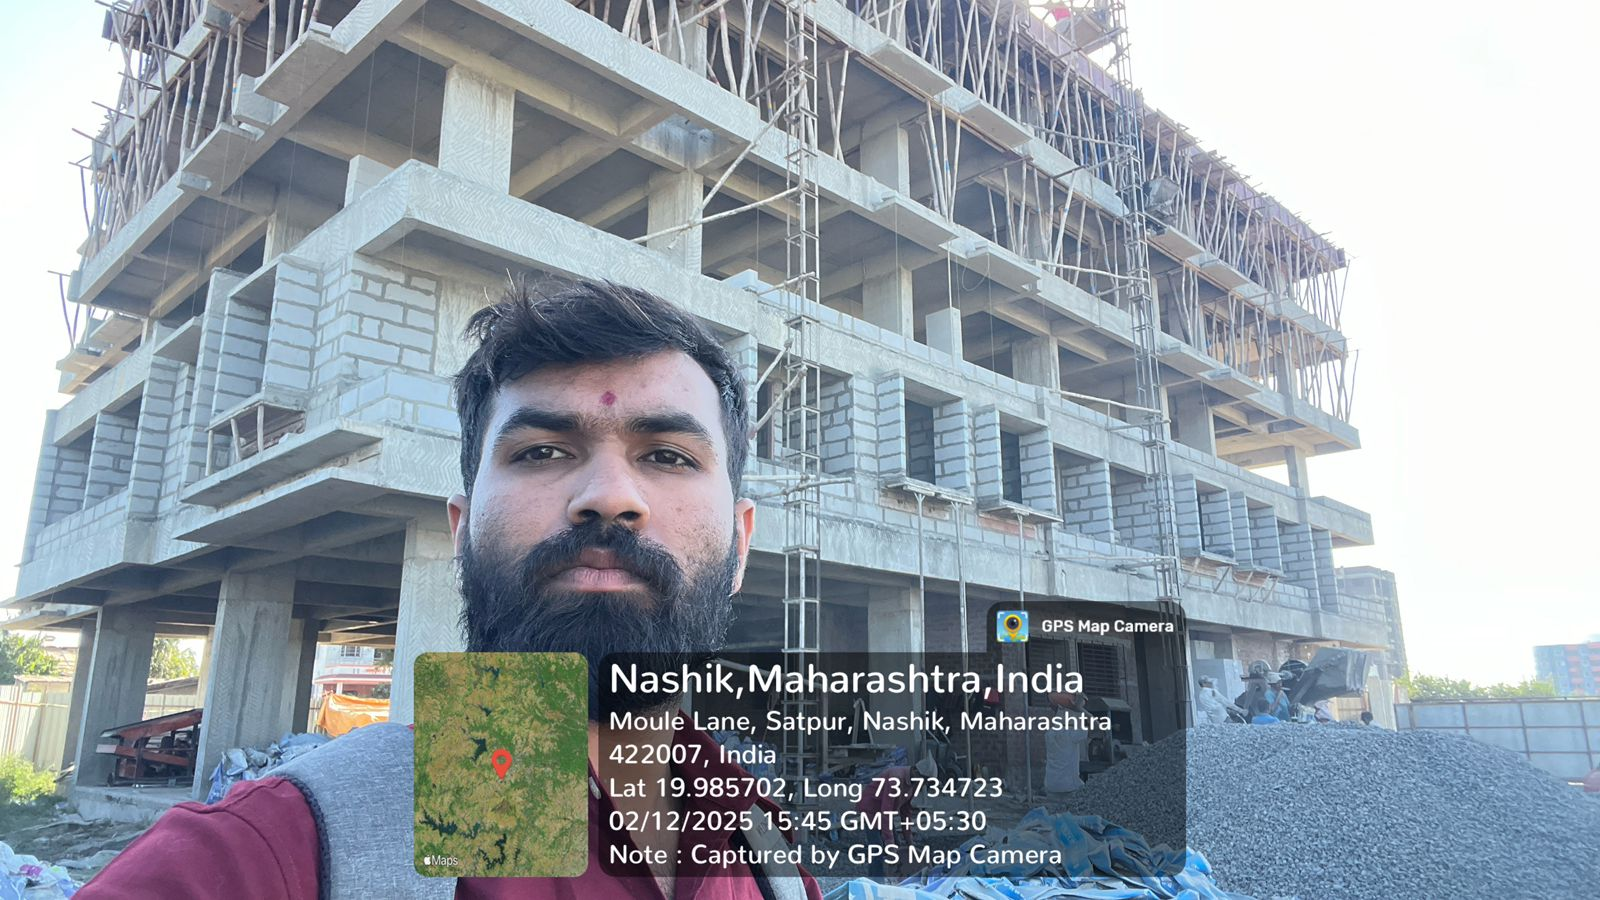 GPS Map Camera
Nashik,Maharashtra,India
Moule Lane, Satpur, Nashik, Maharashtra
422007, India
Lat 19.985702, Long 73.734723
02/12/2025 15:45 GMT+05:30
Note : Captured by GPS Map Camera
Maps